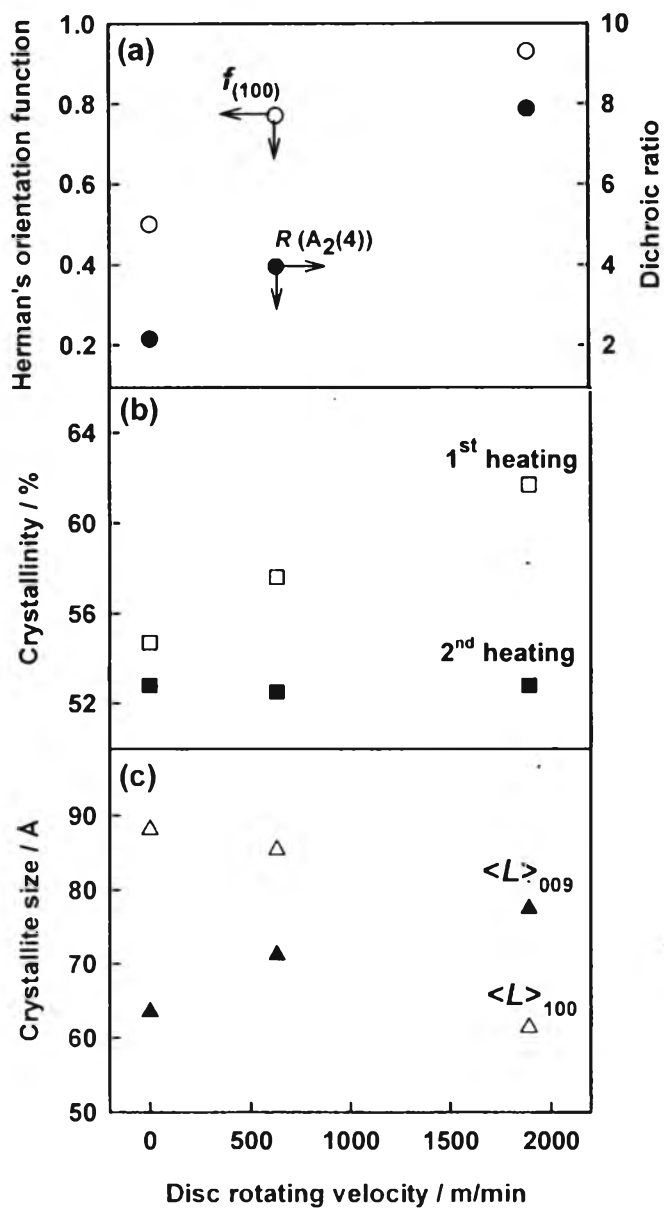 (a)
Herman's orientation function
1.0
0.8
0.6
0.4
0.2
f(100)
R (A2(4))
10
8
6
4
2
Dichroic ratio
(b)
Crystallinity / %
64
60
56
52
1st heating
2nd heating
(c)
Crystallite size / Å
90
80
70
60
50
<L>009
<L>100
0 500 1000 1500 2000
Disc rotating velocity / m/min